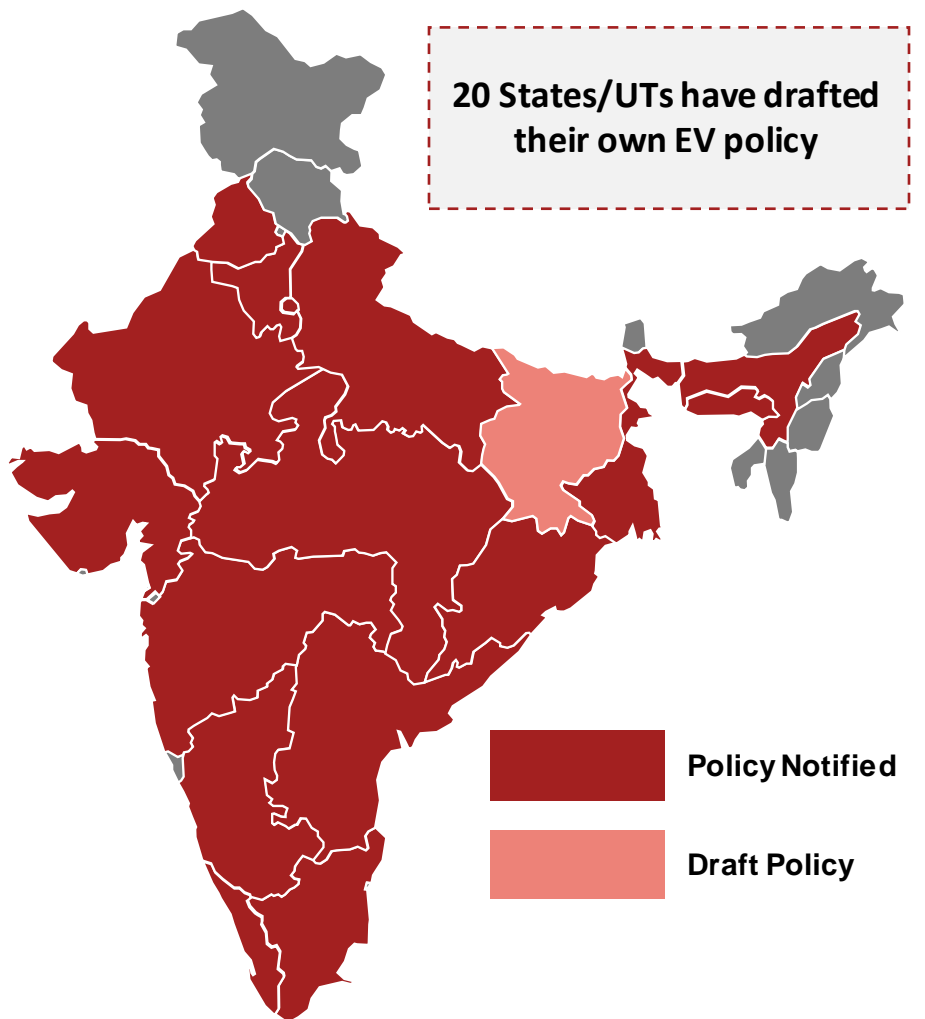 20 States/UTs have drafted
their own EV policy
Policy Notified
Draft Policy